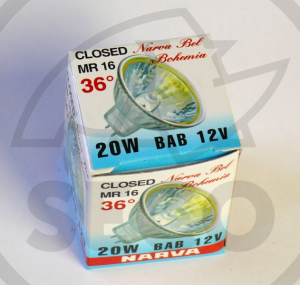 CLOSED Narva Bel
MR 16 Bohemia
36°
20W BAB 12V
CLOSED Narva Bel
MR 16 Bohemia
36°
20W BAB 12V
NARVA